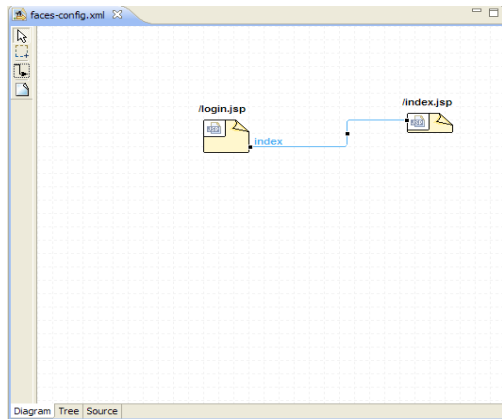 faces-config.xml
/login.jsp
/index.jsp
index
Diagram Tree Source